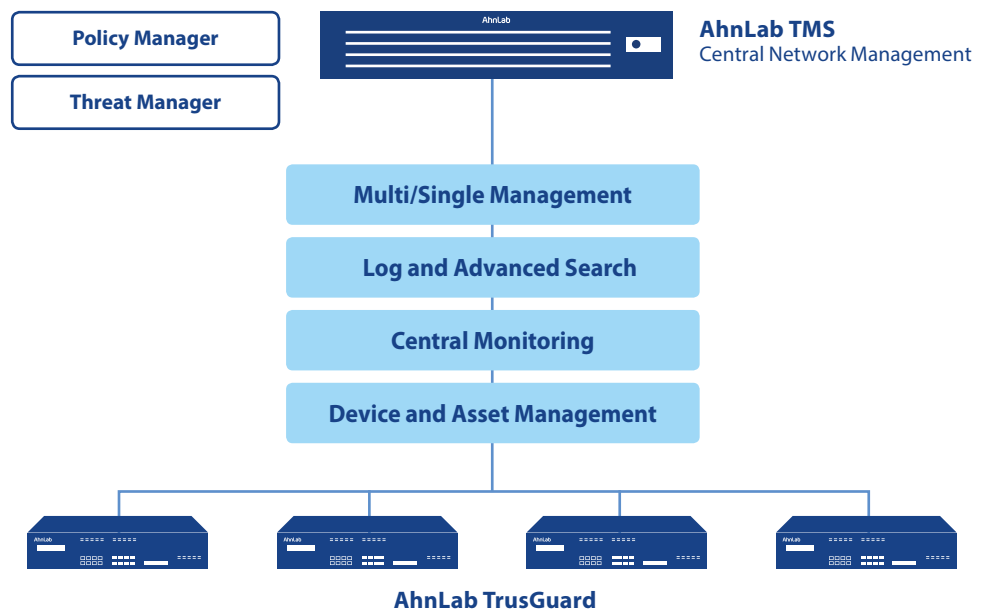 Policy Manager
Threat Manager
AhnLab
AhnLab TMS
Central Network Management
Multi/Single Management
Log and Advanced Search
Central Monitoring
Device and Asset Management
AhnLab
AhnLab
AhnLab
AhnLab
AhnLab TrusGuard